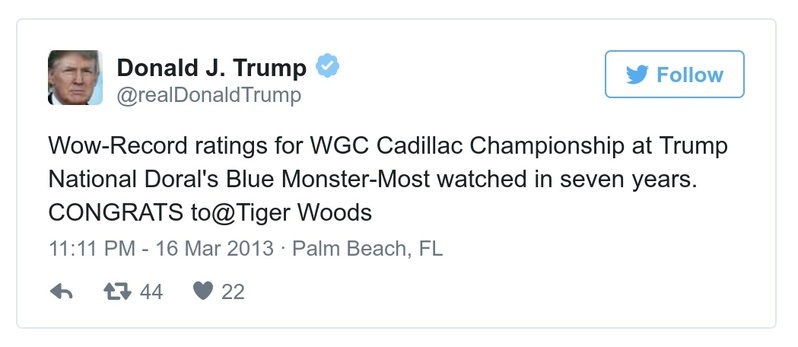 Donald J. Trump
@realDonaldTrump
Follow
Wow-Record ratings for WGC Cadillac Championship at Trump
National Doral's Blue Monster-Most watched in seven years.
CONGRATS to@Tiger Woods
11:11 PM - 16 Mar 2013 · Palm Beach, FL
44 22